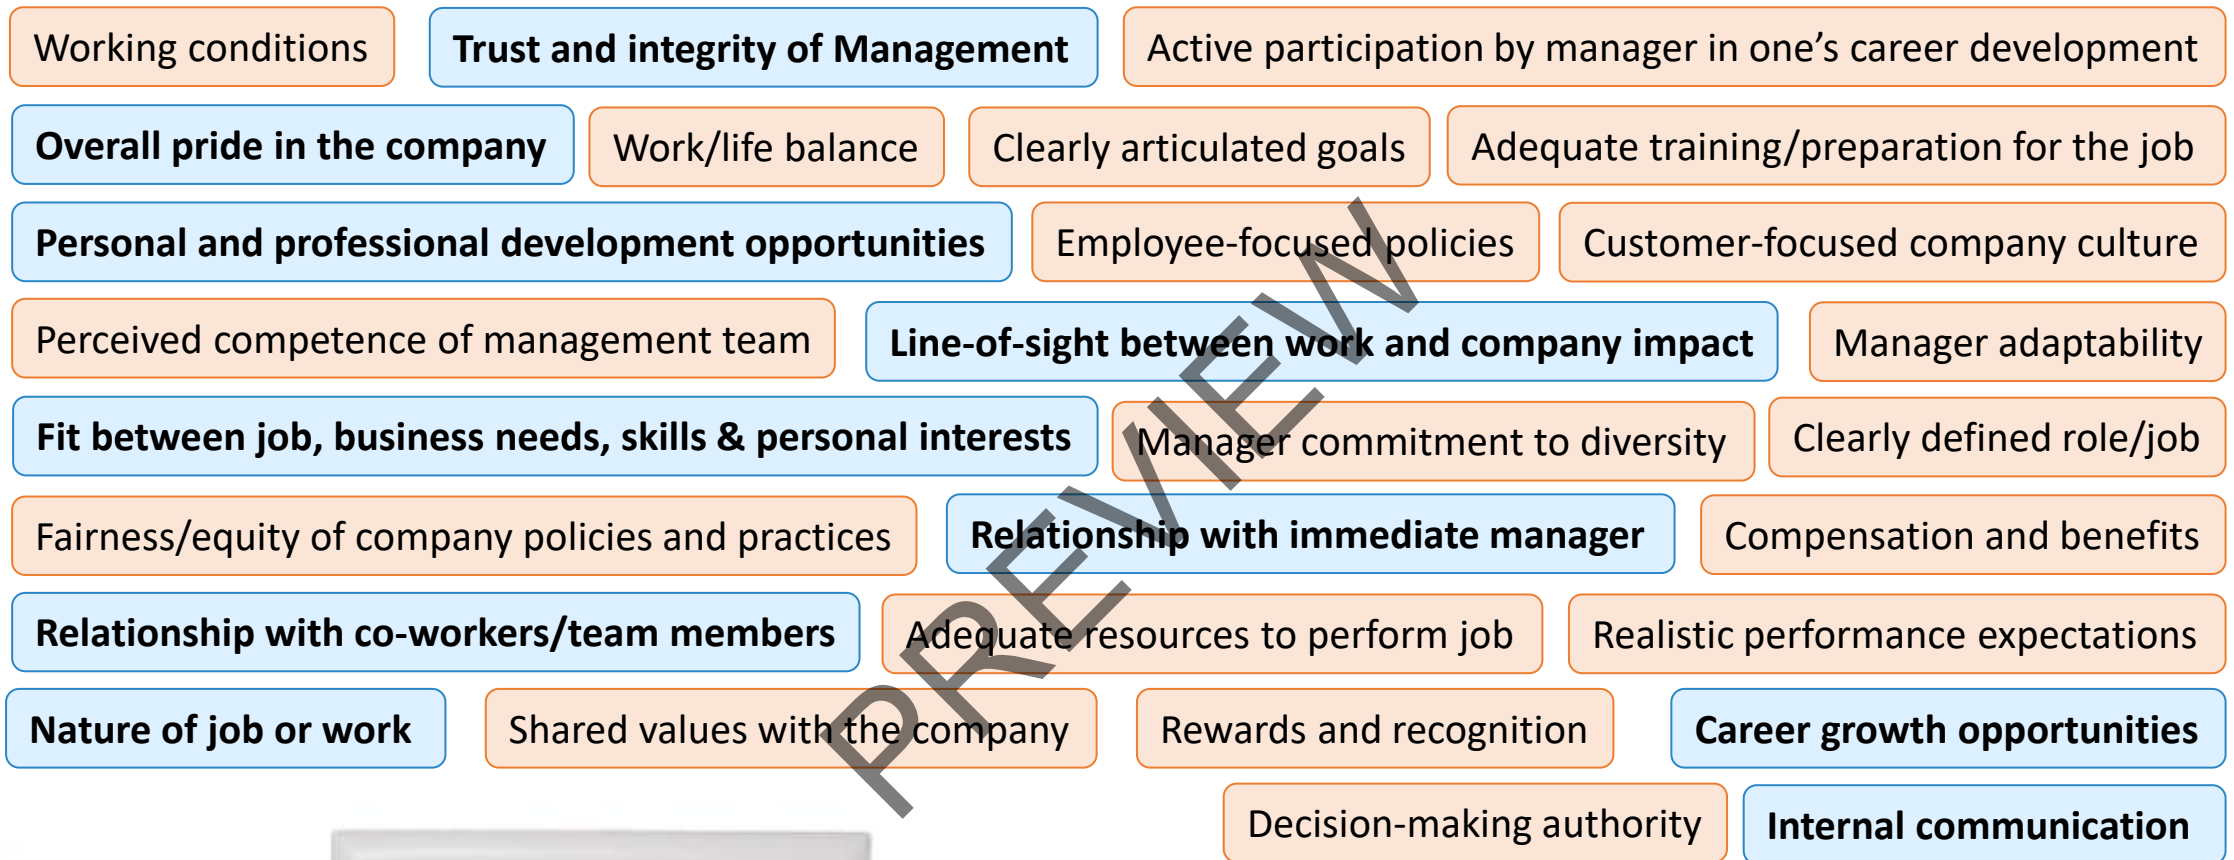 Working conditions Trust and integrity of Management Active participation by manager in one’s career development
Overall pride in the company Work/life balance Clearly articulated goals Adequate training/preparation for the job
Personal and professional development opportunities Employee-focused policies Customer-focused company culture
Perceived competence of management team Line-of-sight between work and company impact Manager adaptability
Fit between job, business needs, skills & personal interests Manager commitment to diversity Clearly defined role/job
Fairness/equity of company policies and practices Relationship with immediate manager Compensation and benefits
Relationship with co-workers/team members Adequate resources to perform job Realistic performance expectations
Nature of job or work Shared values with the company Rewards and recognition Career growth opportunities
Decision-making authority Internal communication
PREVIEW